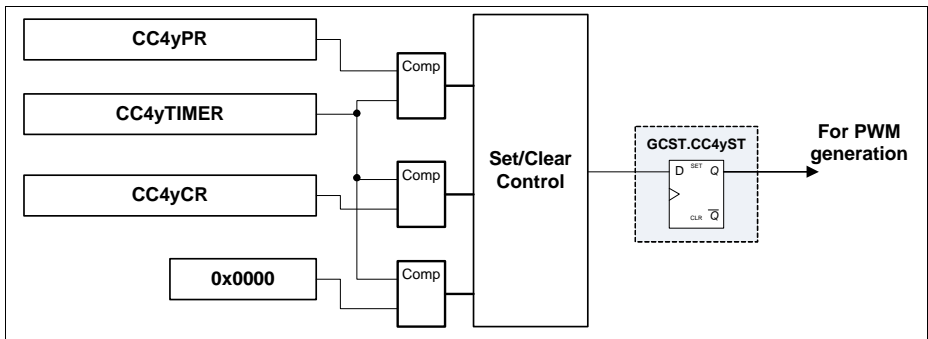 CC4yPR
Comp
CC4yTIMER
Comp
CC4yCR
Comp
0x0000
Set/Clear
Control
GCST.CC4yST
D SET Q
CLR Q
For PWM
generation